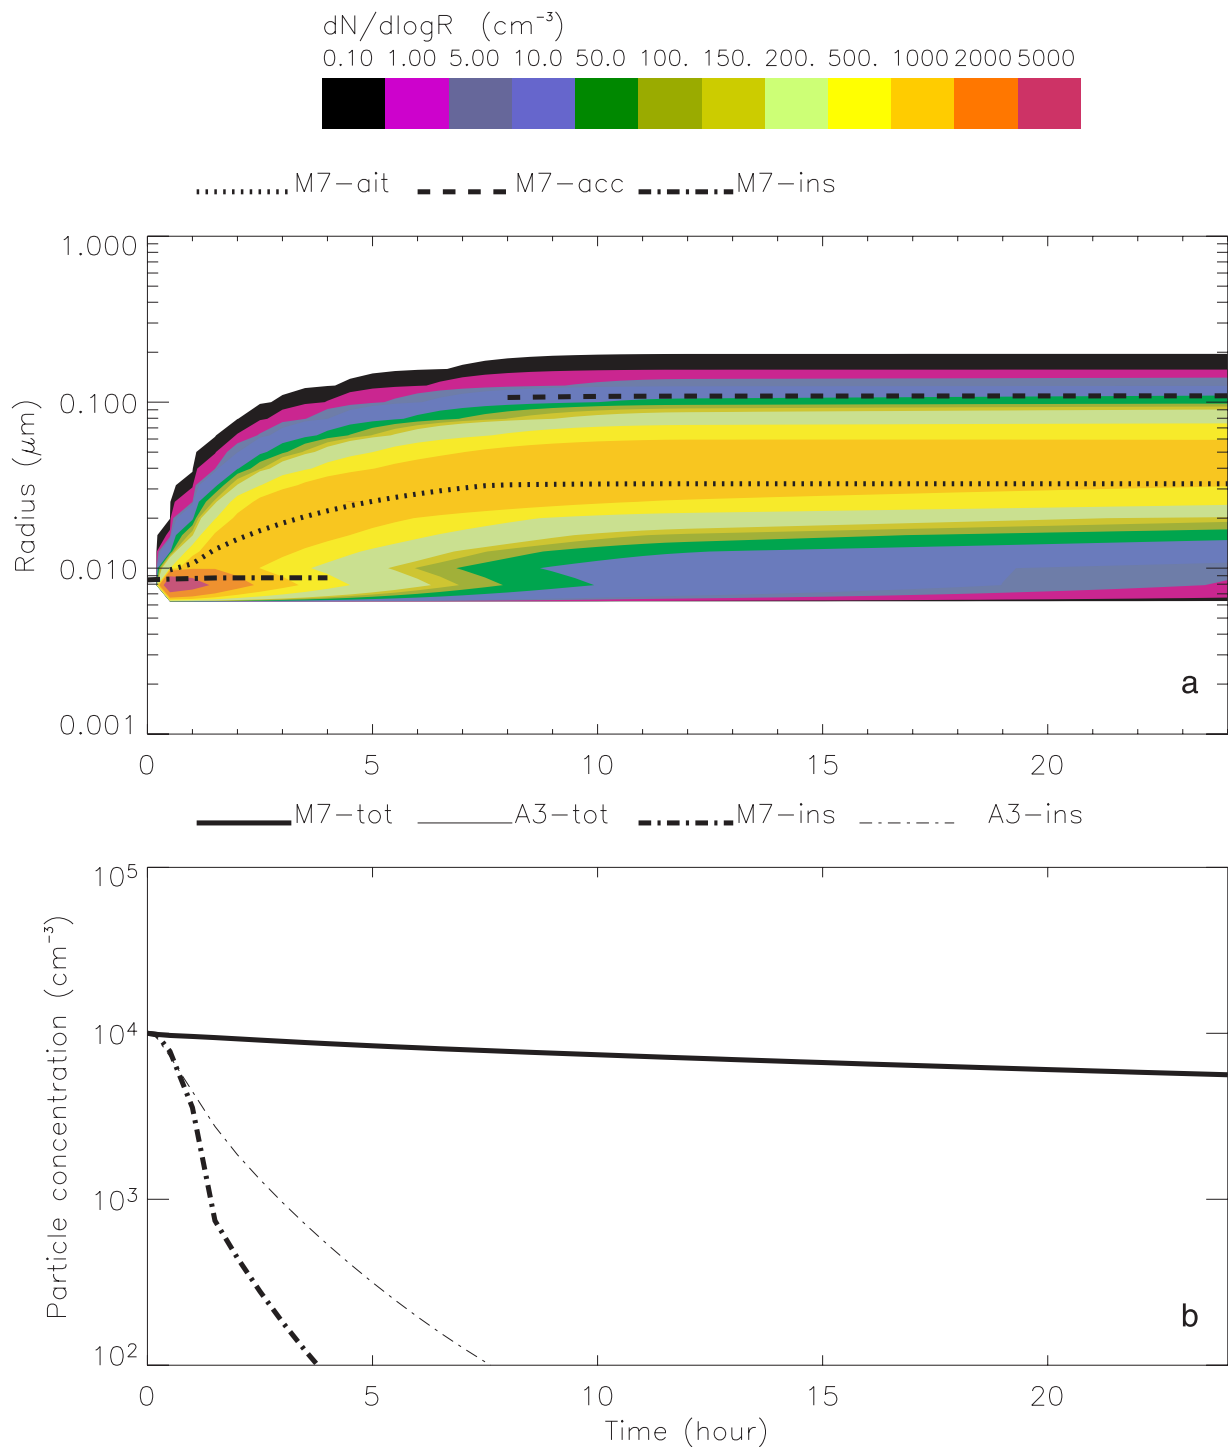 dN/dlogR (cm⁻³)
0.10 1.00 5.00 10.0 50.0 100. 150. 200. 500. 1000 2000 5000
M7-ait M7-acc M7-ins
1.000
0.100
0.010
0.001
Radius (μm)
a
0 5 10 15 20
M7-tot A3-tot M7-ins A3-ins
10⁵
10⁴
10³
10²
Particle concentration (cm⁻³)
b
0 5 10 15 20
Time (hour)